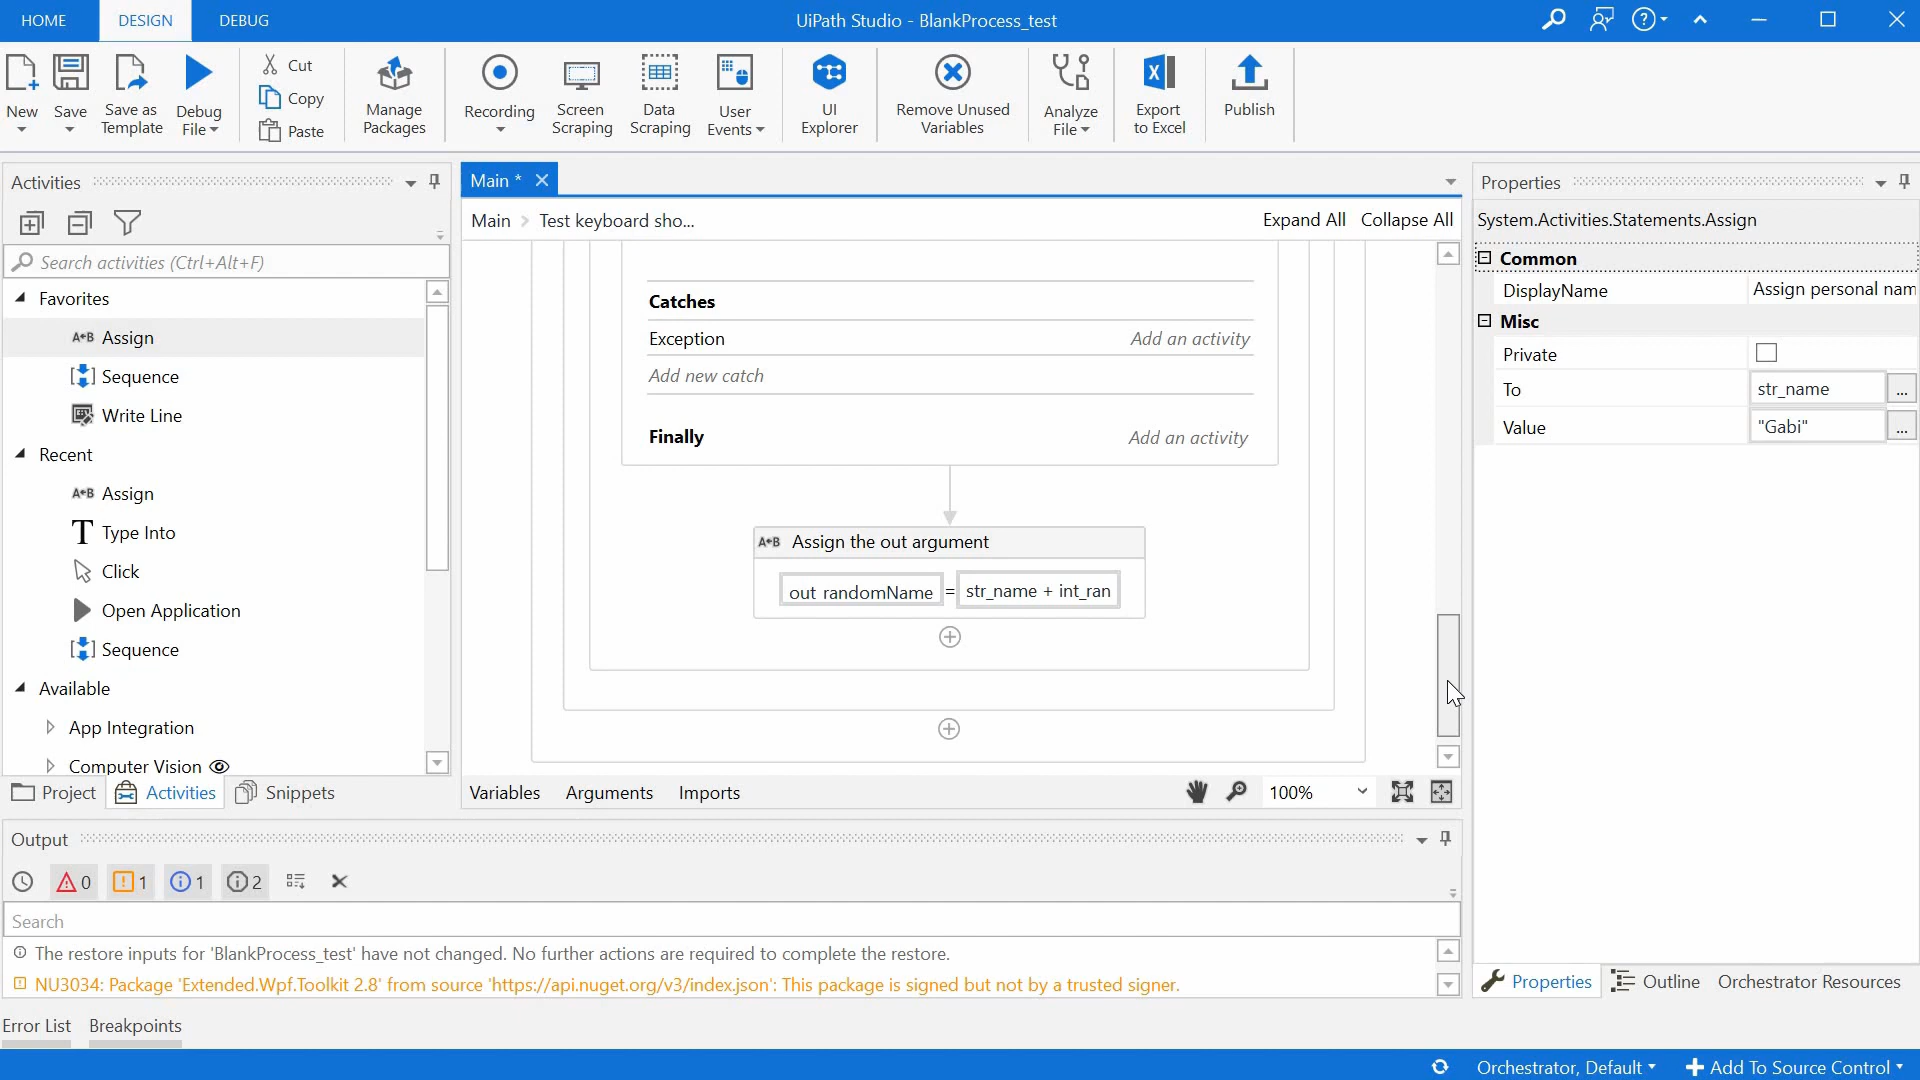 HOME
DESIGN
DEBUG
UiPath Studio - BlankProcess_test
New
Save
Save as
Template
Debug
File
Cut
Copy
Paste
Manage
Packages
Recording
Screen
Scraping
Data
Scraping
User
Events
UI
Explorer
Remove Unused
Variables
Analyze
File
Export
to Excel
Publish
Activities
Search activities (Ctrl+Alt+F)
Favorites
A←B Assign
Sequence
Write Line
Recent
A←B Assign
Type Into
Click
Open Application
Sequence
Available
App Integration
Computer Vision
Project
Activities
Snippets
Main *
Main > Test keyboard sho...
Expand All
Collapse All
Catches
Exception
Add an activity
Add new catch
Finally
Add an activity
A←B Assign the out argument
out_randomName = str_name + int_ran
Variables
Arguments
Imports
100%
Properties
System.Activities.Statements.Assign
Common
DisplayName
Assign personal nam
Misc
Private
To
str_name
...
Value
"Gabi"
...
Output
0
1
1
2
Search
The restore inputs for 'BlankProcess_test' have not changed. No further actions are required to complete the restore.
NU3034: Package 'Extended.Wpf.Toolkit 2.8' from source 'https://api.nuget.org/v3/index.json': This package is signed but not by a trusted signer.
Properties
Outline
Orchestrator Resources
Error List
Breakpoints
Orchestrator, Default
Add To Source Control